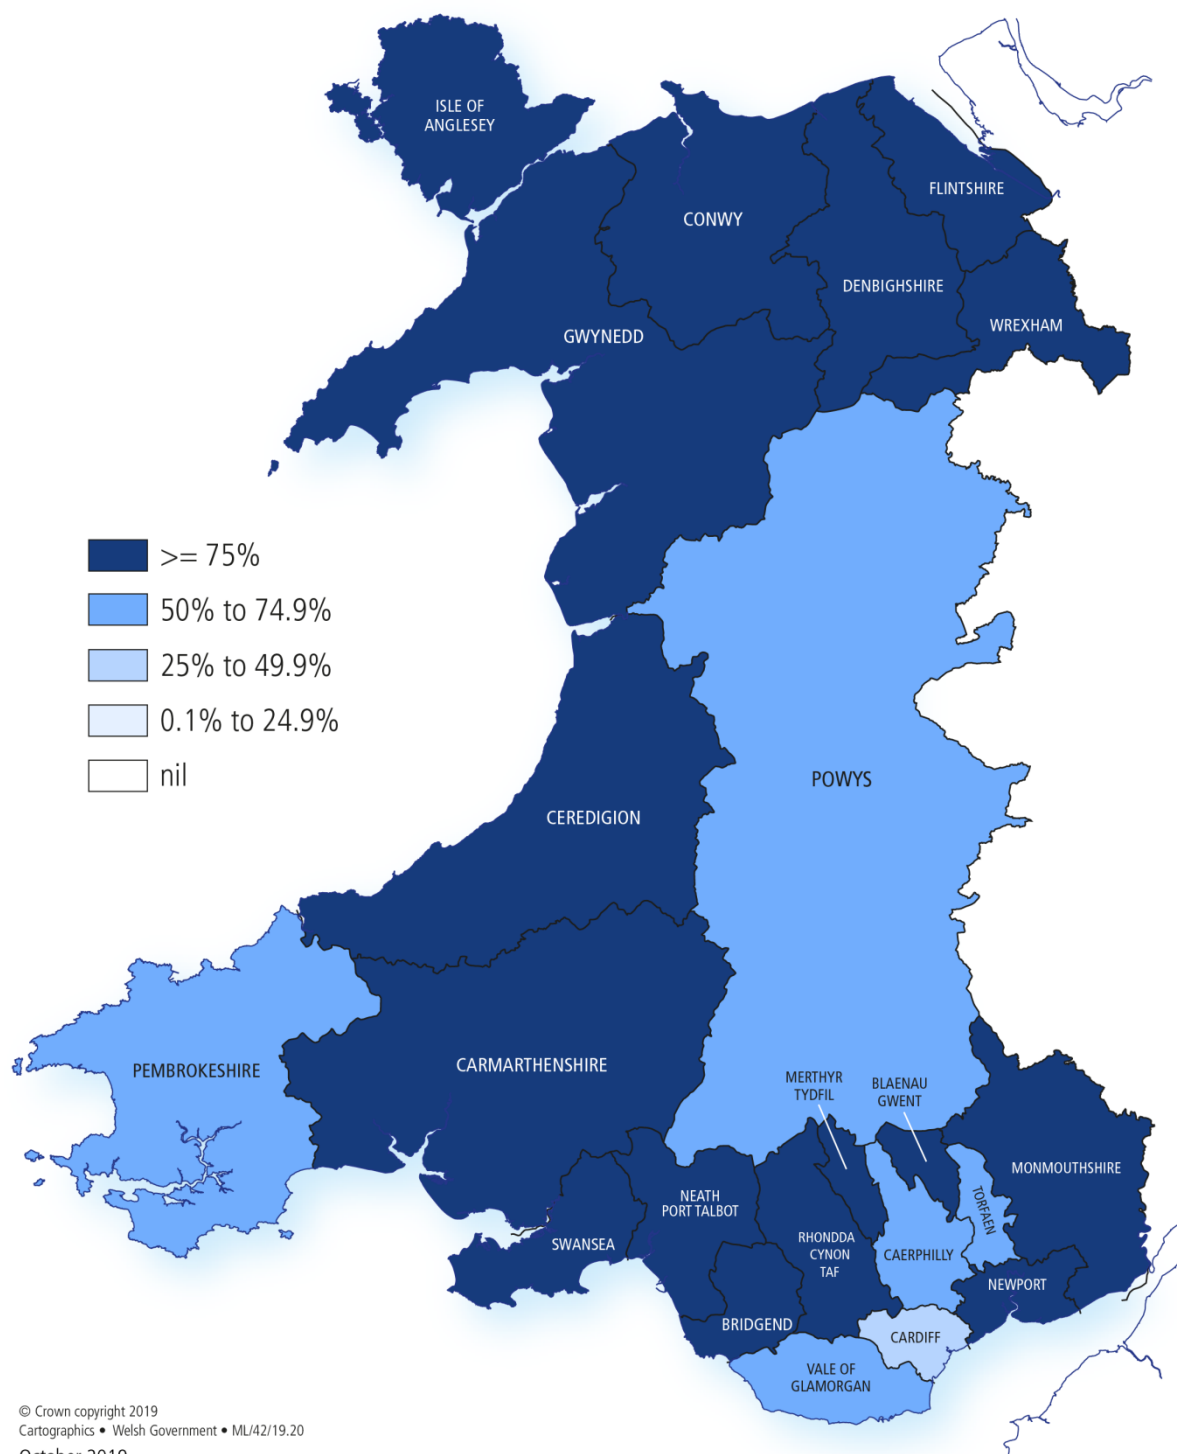 ISLE OF
ANGLESEY
FLINTSHIRE
CONWY
DENBIGHSHIRE
WREXHAM
GWYNEDD
>= 75%
50% to 74.9%
25% to 49.9%
0.1% to 24.9%
nil
POWYS
CEREDIGION
PEMBROKESHIRE
CARMARTHENSHIRE
MERTHYR
TYDFIL
BLAENAU
GWENT
MONMOUTHSHIRE
NEATH
PORT TALBOT
TORFAEN
SWANSEA
RHONDDA
CYNON
TAF
CAERPHILLY
NEWPORT
BRIDGEND
CARDIFF
VALE OF
GLAMORGAN
© Crown copyright 2019
Cartographics • Welsh Government • ML/42/19.20
October 2019